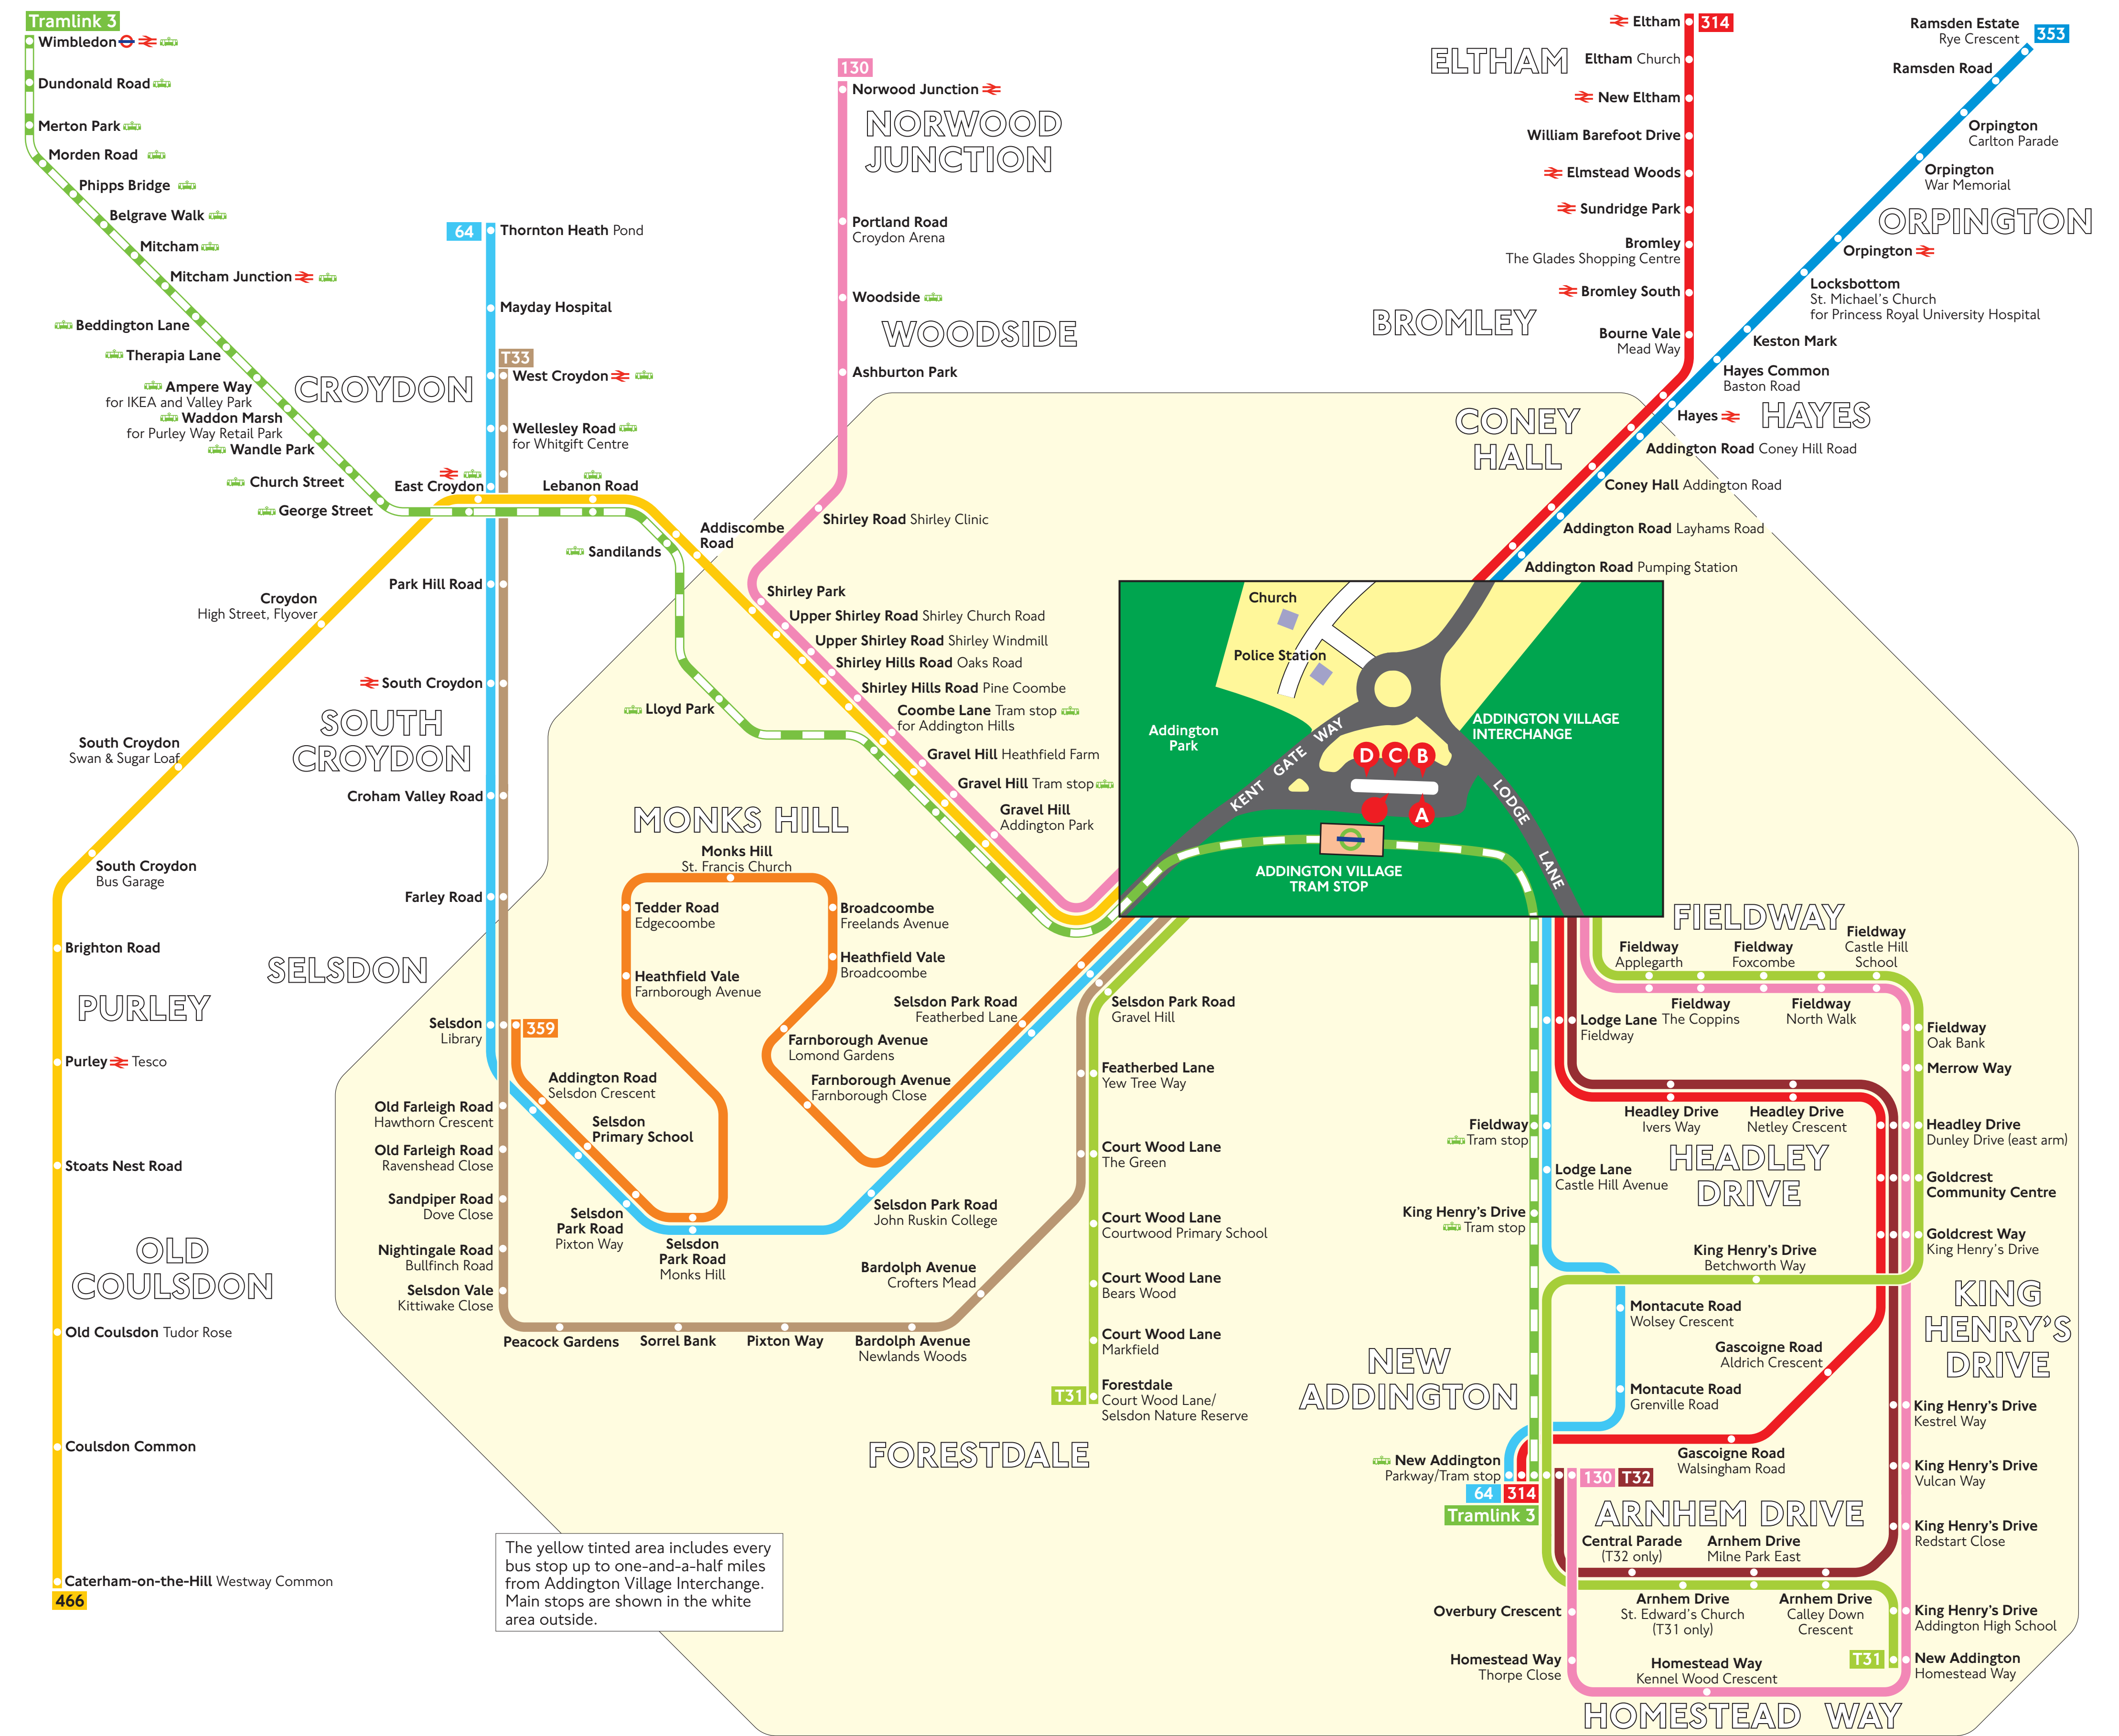 Tramlink 3
Wimbledon
Dundonald Road
Merton Park
Morden Road
Phipps Bridge
Belgrave Walk
Mitcham
Mitcham Junction
Beddington Lane
Therapia Lane
Ampere Way
for IKEA and Valley Park
Waddon Marsh
for Purley Way Retail Park
Wandle Park
Church Street
George Street
CROYDON
64
Thornton Heath Pond
Mayday Hospital
T33
West Croydon
Wellesley Road
for Whitgift Centre
East Croydon
Lebanon Road
Sandilands
Addiscombe
Road
Lloyd Park
130
Norwood Junction
NORWOOD
JUNCTION
Portland Road
Croydon Arena
Woodside
WOODSIDE
Ashburton Park
Shirley Road Shirley Clinic
Shirley Park
Upper Shirley Road Shirley Church Road
Upper Shirley Road Shirley Windmill
Shirley Hills Road Oaks Road
Shirley Hills Road Pine Coombe
Coombe Lane Tram stop
for Addington Hills
Gravel Hill Heathfield Farm
Gravel Hill Tram stop
Gravel Hill
Addington Park
314
Eltham
ELTHAM
Eltham Church
New Eltham
William Barefoot Drive
Elmstead Woods
Sundridge Park
Bromley
The Glades Shopping Centre
Bromley South
BROMLEY
Bourne Vale
Mead Way
Ramsden Estate
Rye Crescent
353
Ramsden Road
Orpington
Carlton Parade
Orpington
War Memorial
ORPINGTON
Orpington
Locksbottom
St. Michael's Church
for Princess Royal University Hospital
Keston Mark
Hayes Common
Baston Road
Hayes
HAYES
CONEY
HALL
Addington Road Coney Hill Road
Coney Hall Addington Road
Addington Road Layhams Road
Addington Road Pumping Station
Church
Police Station
Addington
Park
ADDINGTON VILLAGE
INTERCHANGE
KENT GATE WAY
LODGE LANE
D
C
B
A
ADDINGTON VILLAGE
TRAM STOP
Croydon
High Street, Flyover
South Croydon
Swan & Sugar Loaf
South Croydon
Bus Garage
Brighton Road
PURLEY
Purley Tesco
Stoats Nest Road
OLD
COULSDON
Old Coulsdon Tudor Rose
Coulsdon Common
Caterham-on-the-Hill Westway Common
466
Park Hill Road
South Croydon
SOUTH
CROYDON
Croham Valley Road
Farley Road
SELSDON
Selsdon
Library
359
Addington Road
Selsdon Crescent
Selsdon
Primary School
Old Farleigh Road
Hawthorn Crescent
Old Farleigh Road
Ravenshead Close
Sandpiper Road
Dove Close
Nightingale Road
Bullfinch Road
Selsdon Vale
Kittiwake Close
Peacock Gardens
Sorrel Bank
Pixton Way
Bardolph Avenue
Newlands Woods
Bardolph Avenue
Crofters Mead
Selsdon
Park Road
Pixton Way
Selsdon
Park Road
Monks Hill
Selsdon Park Road
John Ruskin College
MONKS HILL
Monks Hill
St. Francis Church
Tedder Road
Edgecoombe
Heathfield Vale
Farnborough Avenue
Broadcoombe
Freelands Avenue
Heathfield Vale
Broadcoombe
Farnborough Avenue
Lomond Gardens
Farnborough Avenue
Farnborough Close
Selsdon Park Road
Featherbed Lane
Selsdon Park Road
Gravel Hill
Featherbed Lane
Yew Tree Way
Court Wood Lane
The Green
Court Wood Lane
Courtwood Primary School
Court Wood Lane
Bears Wood
Court Wood Lane
Markfield
T31
Forestdale
Court Wood Lane/
Selsdon Nature Reserve
FORESTDALE
FIELDWAY
Fieldway
Applegarth
Fieldway
Foxcombe
Fieldway
Castle Hill
School
Fieldway
The Coppins
Fieldway
North Walk
Lodge Lane
Fieldway
Fieldway
Oak Bank
Merrow Way
Headley Drive
Ivers Way
Headley Drive
Netley Crescent
HEADLEY
DRIVE
Headley Drive
Dunley Drive (east arm)
Goldcrest
Community Centre
Goldcrest Way
King Henry's Drive
Fieldway
Tram stop
Lodge Lane
Castle Hill Avenue
King Henry's Drive
Tram stop
King Henry's Drive
Betchworth Way
KING
HENRY'S
DRIVE
Montacute Road
Wolsey Crescent
Gascoigne Road
Aldrich Crescent
Montacute Road
Grenville Road
Gascoigne Road
Walsingham Road
NEW
ADDINGTON
New Addington
Parkway/Tram stop
64
314
Tramlink 3
130
T32
King Henry's Drive
Kestrel Way
King Henry's Drive
Vulcan Way
King Henry's Drive
Redstart Close
ARNHEM DRIVE
Central Parade
(T32 only)
Arnhem Drive
Milne Park East
Arnhem Drive
St. Edward's Church
(T31 only)
Arnhem Drive
Calley Down
Crescent
King Henry's Drive
Addington High School
T31
New Addington
Homestead Way
Overbury Crescent
Homestead Way
Thorpe Close
Homestead Way
Kennel Wood Crescent
HOMESTEAD WAY
The yellow tinted area includes every
bus stop up to one-and-a-half miles
from Addington Village Interchange.
Main stops are shown in the white
area outside.